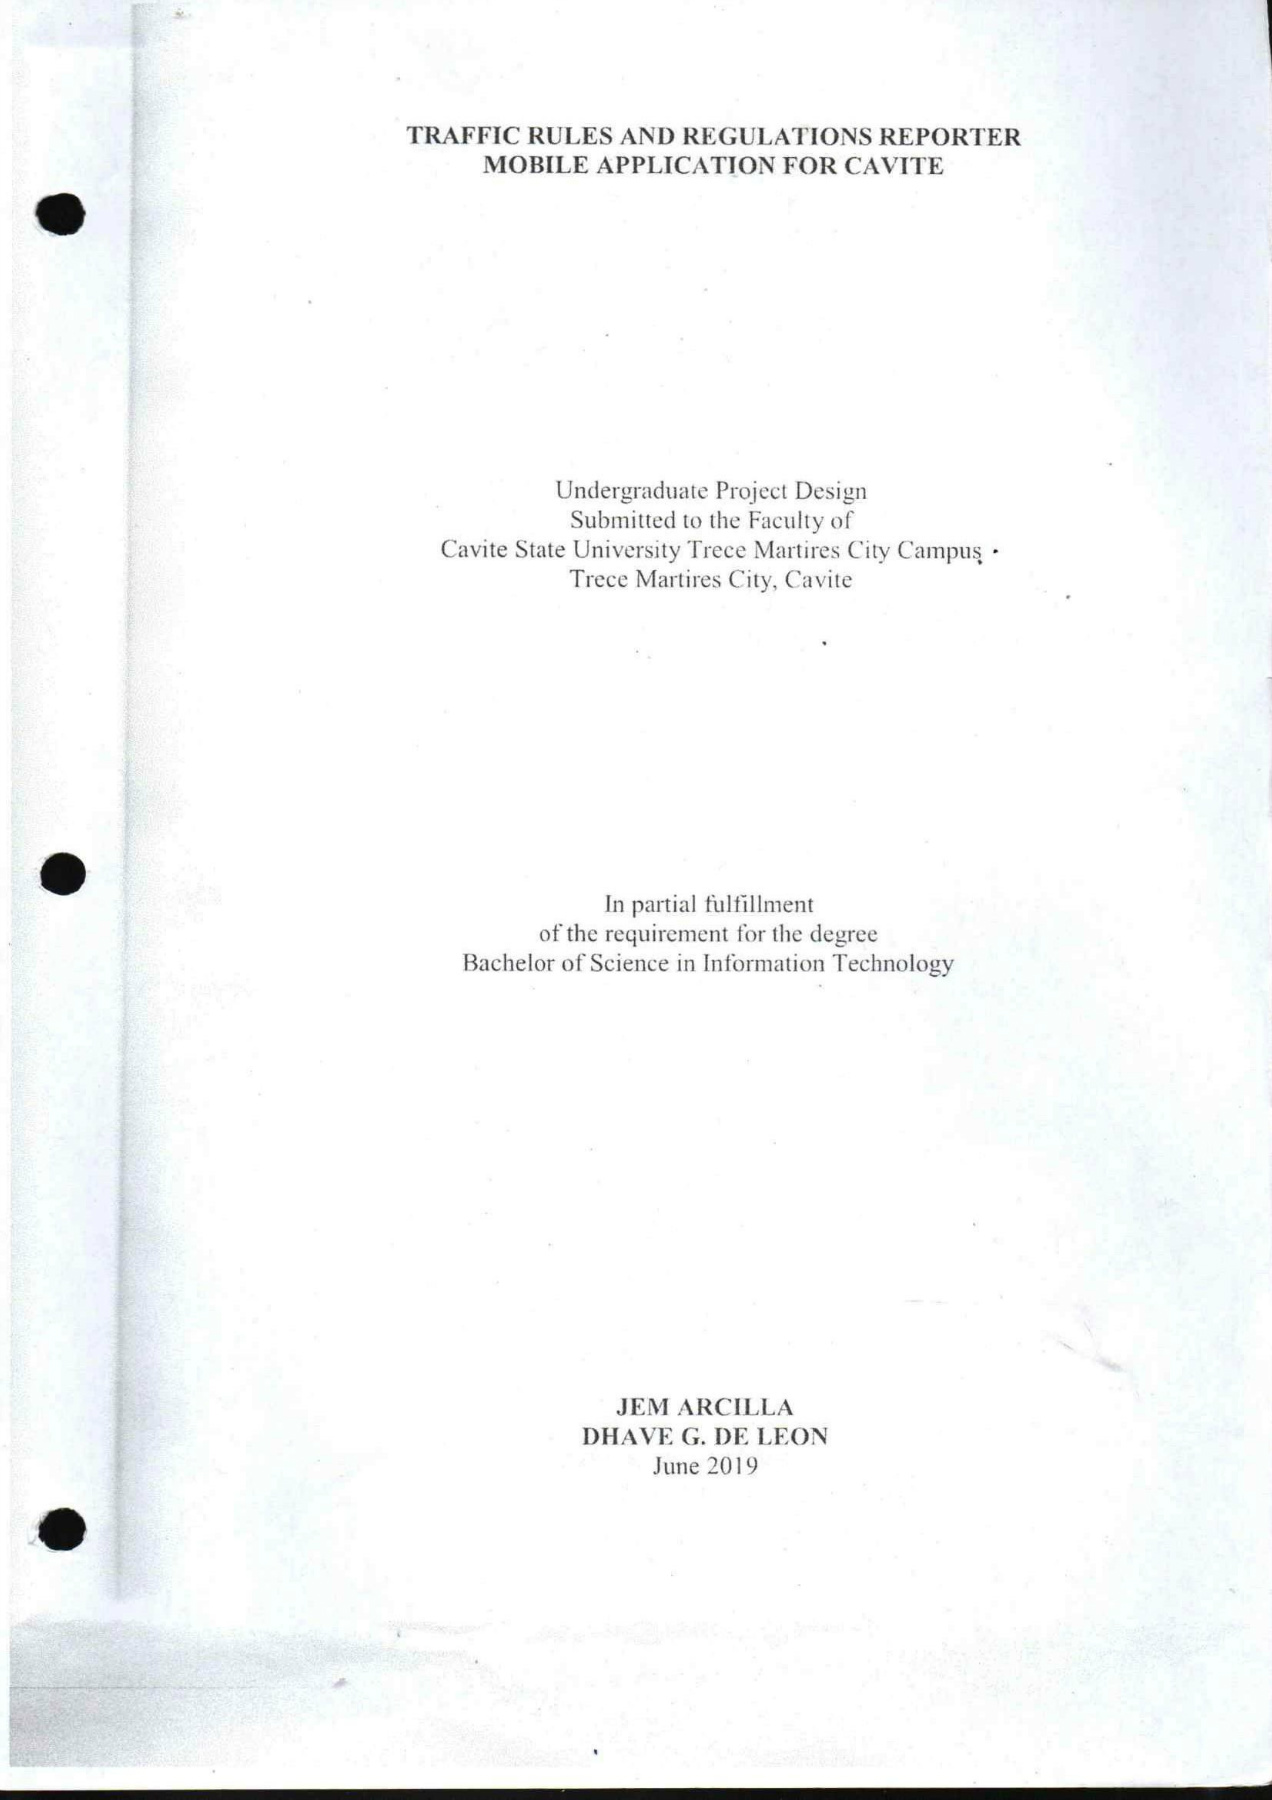 TRAFFIC RULES AND REGULATIONS REPORTER
MOBILE APPLICATION FOR CAVITE
Undergraduate Project Design
Submitted to the Faculty of
Cavite State University Trece Martires City Campus
Trece Martires City, Cavite
In partial fulfillment
of the requirement for the degree
Bachelor of Science in Information Technology
JEM ARCILLA
DHAVE G. DE LEON
June 2019